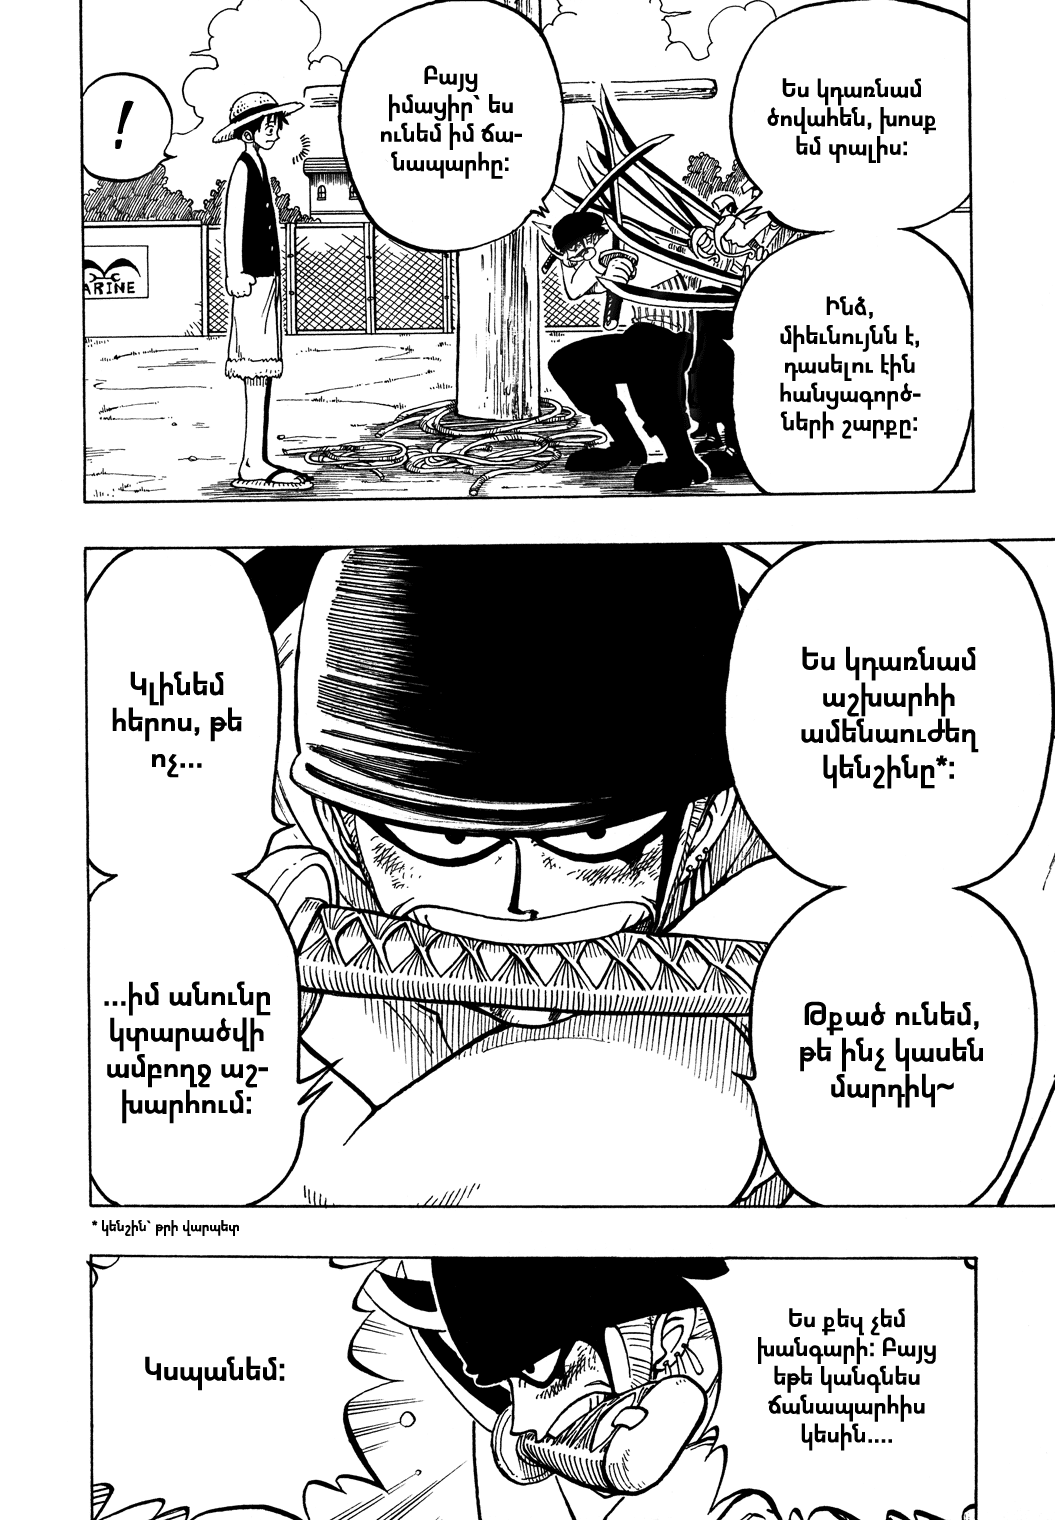 Ես կդառնամ
ծովահեն, խոսք
եմ տալիս:
Ինձ,
միեւնույնն է,
դասելու էին
հանցագործ-
ների շարքը:
Բայց
իմացիր՝ ես
ունեմ իմ ճա-
նապարհը:
!
ARINE
Ես կդառնամ
աշխարհի
ամենաուժեղ
կենշինը*:
Թքած ունեմ,
թե ինչ կասեն
մարդիկ~
Կլինեմ
հերոս, թե
ոչ...
...իմ անունը
կտարածվի
ամբողջ աշ-
խարհում:
* կենշին՝ թրի վարպետ
Ես քեզ չեմ
խանգարի: Բայց
եթե կանգնես
ճանապարհիս
կեսին....
Կսպանեմ: